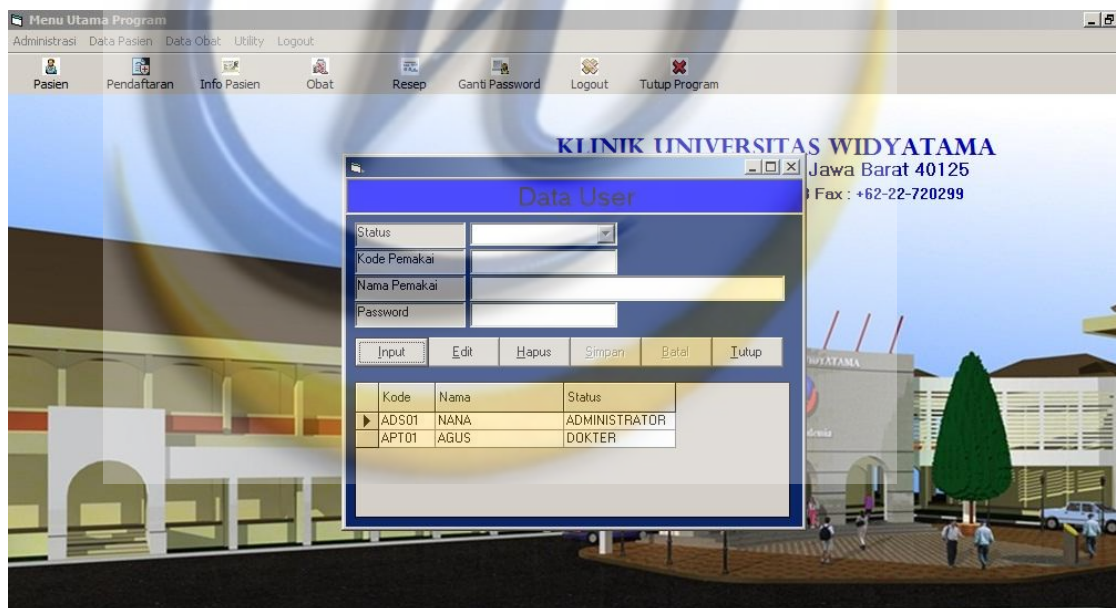 Menu Utama Program
Administrasi Data Pasien Data Obat Utility Logout
Pasien Pendaftaran Info Pasien Obat Resep Ganti Password Logout Tutup Program
KLINIK UNIVERSITAS WIDYATAMA
Jawa Barat 40125
Fax : +62-22-720299
Data User
Status
Kode Pemakai
Nama Pemakai
Password
Input Edit Hapus Simpan Batal Tutup
Kode Nama Status
ADS01 NANA ADMINISTRATOR
APT01 AGUS DOKTER